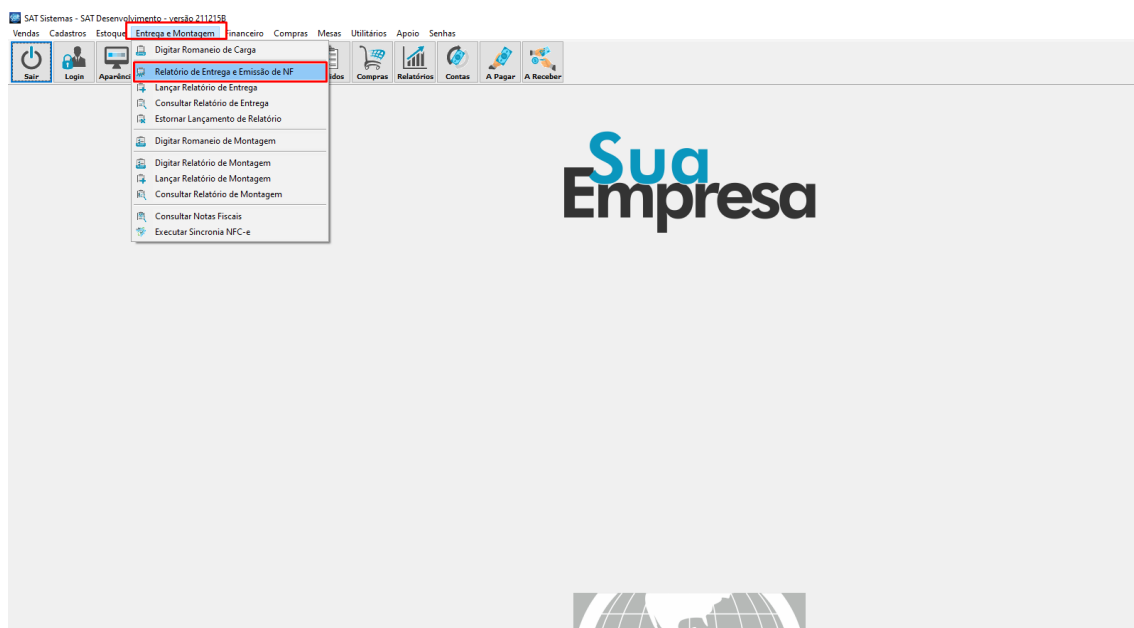 SAT Sistemas - SAT Desenvolvimento - versão 211215B
Vendas Cadastros Estoque Entrega e Montagem Financeiro Compras Mesas Utilitários Apoio Senhas
Digitar Romaneio de Carga
Relatório de Entrega e Emissão de NF
Lançar Relatório de Entrega
Consultar Relatório de Entrega
Estornar Lançamento de Relatório
Digitar Romaneio de Montagem
Digitar Relatório de Montagem
Lançar Relatório de Montagem
Consultar Relatório de Montagem
Consultar Notas Fiscais
Executar Sincronia NFC-e
Sair Login Aparênci idos Compras Relatórios Contas A Pagar A Receber
Sua
Empresa